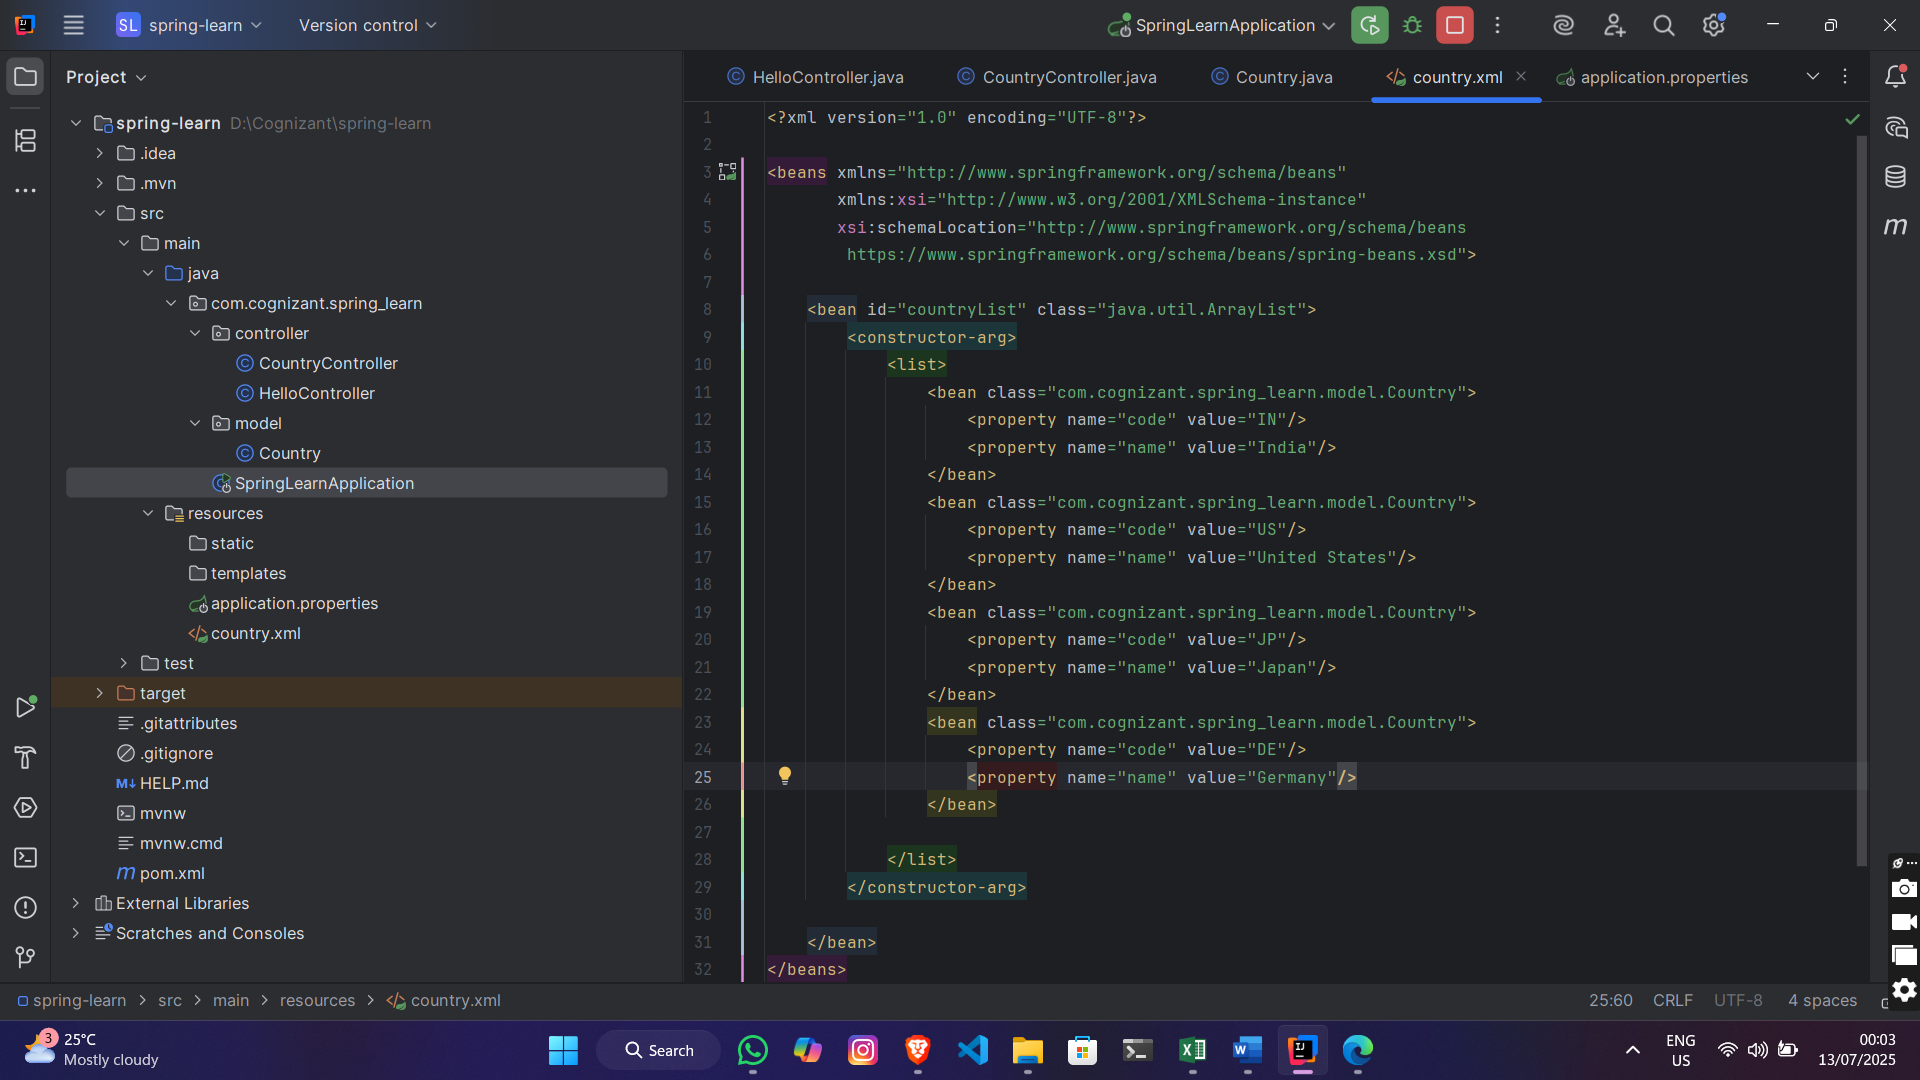 SL spring-learn Version control SpringLearnApplication
Project
spring-learn D:\Cognizant\spring-learn
.idea
.mvn
src
main
java
com.cognizant.spring_learn
controller
CountryController
HelloController
model
Country
SpringLearnApplication
resources
static
templates
application.properties
country.xml
test
target
.gitattributes
.gitignore
HELP.md
mvnw
mvnw.cmd
pom.xml
External Libraries
Scratches and Consoles
HelloController.java CountryController.java Country.java country.xml application.properties
1 <?xml version="1.0" encoding="UTF-8"?>
2
3 <beans xmlns="http://www.springframework.org/schema/beans"
4 xmlns:xsi="http://www.w3.org/2001/XMLSchema-instance"
5 xsi:schemaLocation="http://www.springframework.org/schema/beans
6 https://www.springframework.org/schema/beans/spring-beans.xsd">
7
8 <bean id="countryList" class="java.util.ArrayList">
9 <constructor-arg>
10 <list>
11 <bean class="com.cognizant.spring_learn.model.Country">
12 <property name="code" value="IN"/>
13 <property name="name" value="India"/>
14 </bean>
15 <bean class="com.cognizant.spring_learn.model.Country">
16 <property name="code" value="US"/>
17 <property name="name" value="United States"/>
18 </bean>
19 <bean class="com.cognizant.spring_learn.model.Country">
20 <property name="code" value="JP"/>
21 <property name="name" value="Japan"/>
22 </bean>
23 <bean class="com.cognizant.spring_learn.model.Country">
24 <property name="code" value="DE"/>
25 <property name="name" value="Germany"/>
26 </bean>
27
28 </list>
29 </constructor-arg>
30
31 </bean>
32 </beans>
spring-learn > src > main > resources > country.xml 25:60 CRLF UTF-8 4 spaces
3 25°C
Mostly cloudy
Search
ENG
US
00:03
13/07/2025